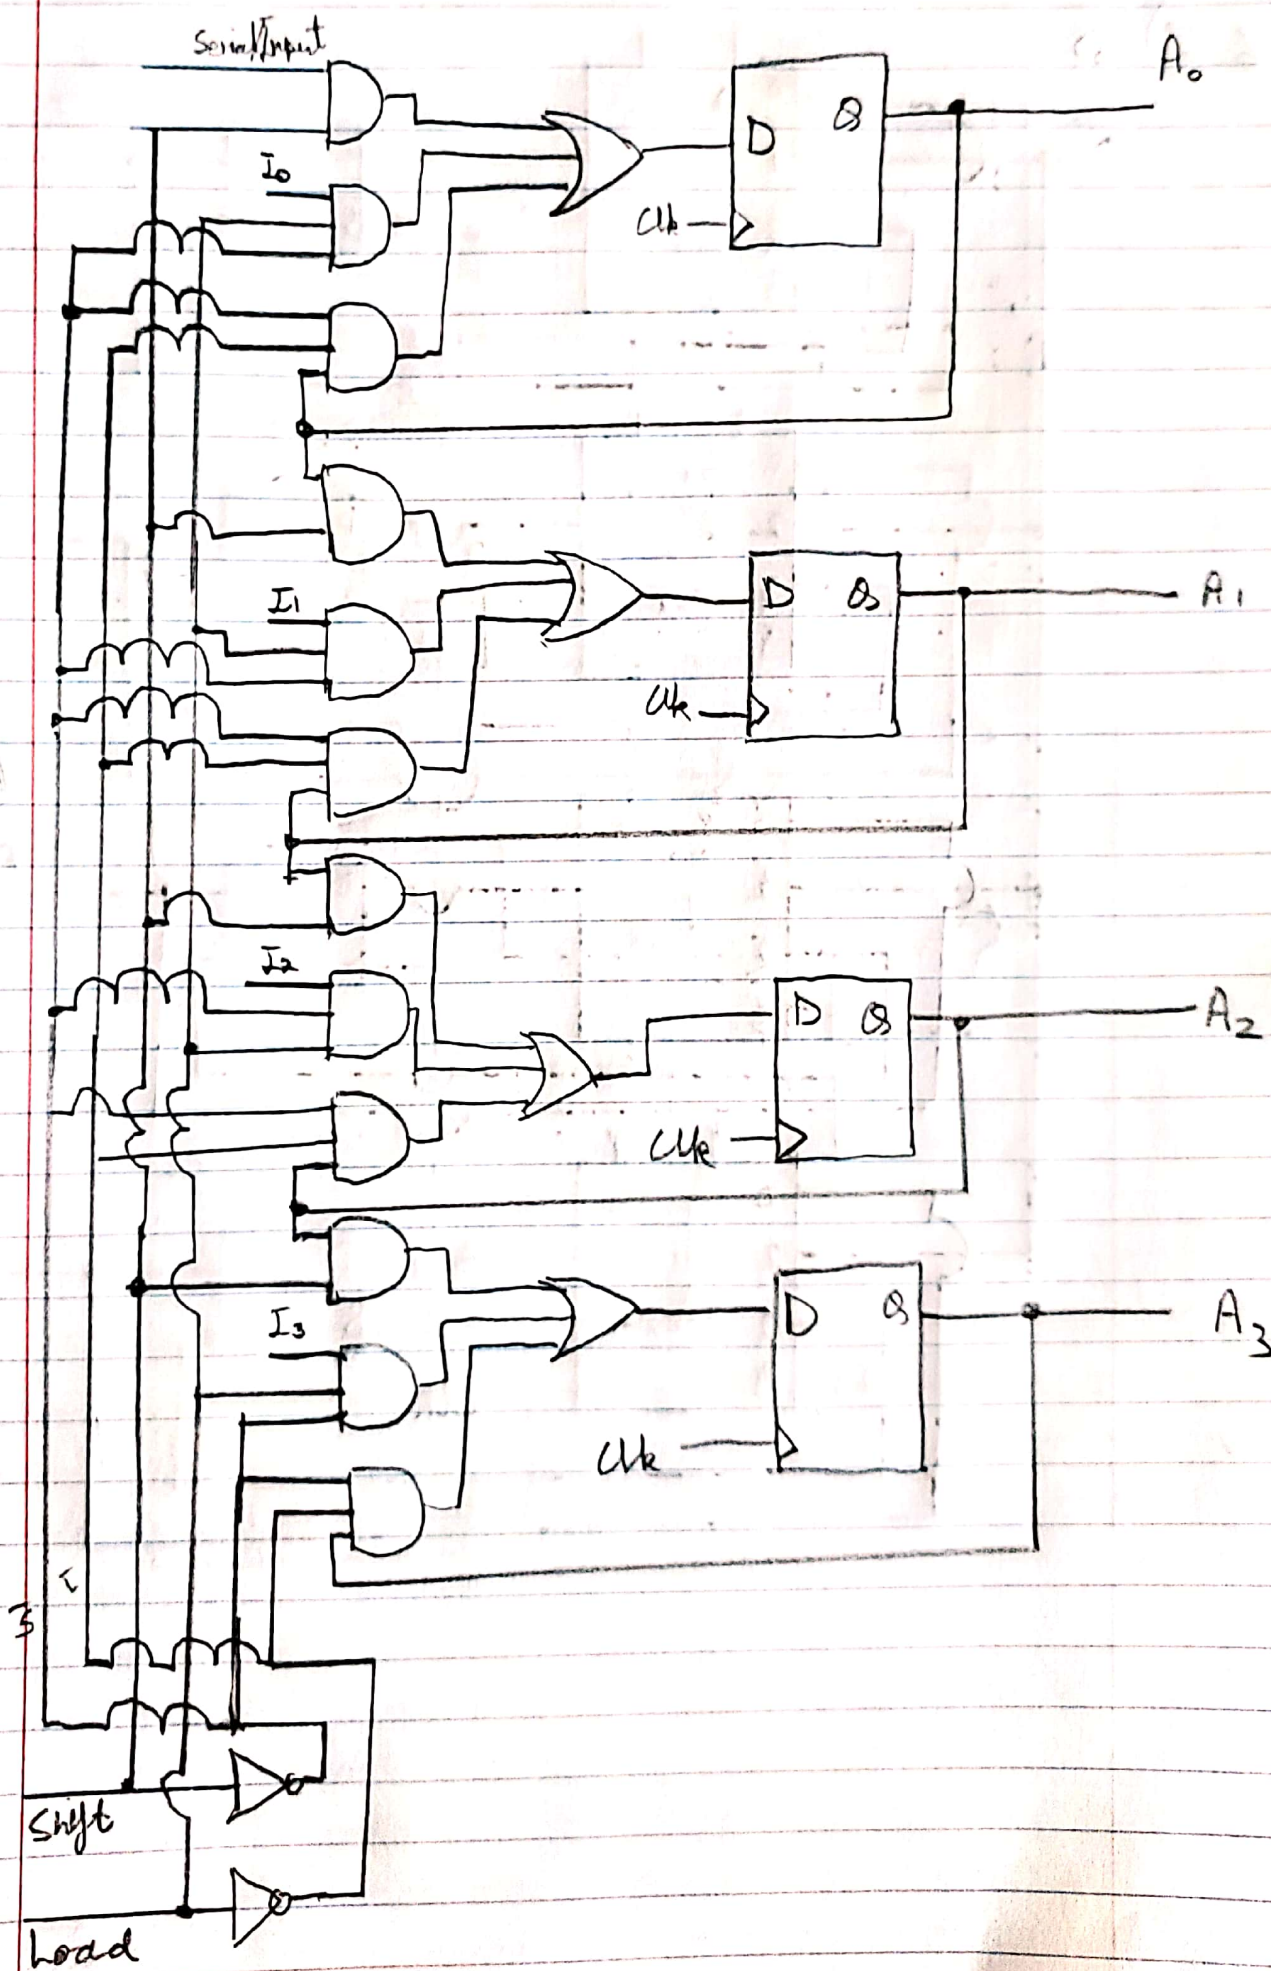 Serial Input
A0
I0
D Q
Clk
I1
D Q
A1
Clk
I2
D Q
A2
Clk
I3
D Q
A3
Clk
Shift
Load